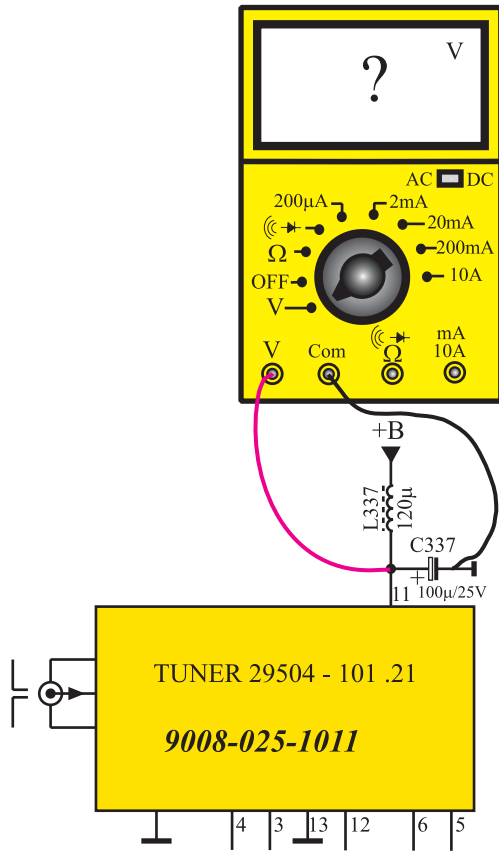 V
?
AC DC
200µA 2mA
20mA
Ω 200mA
OFF 10A
V
V Com Ω mA
10A
+B
L337
120µ
C337
+
11 100µ/25V
TUNER 29504 - 101 .21
9008-025-1011
4 3 13 12 6 5